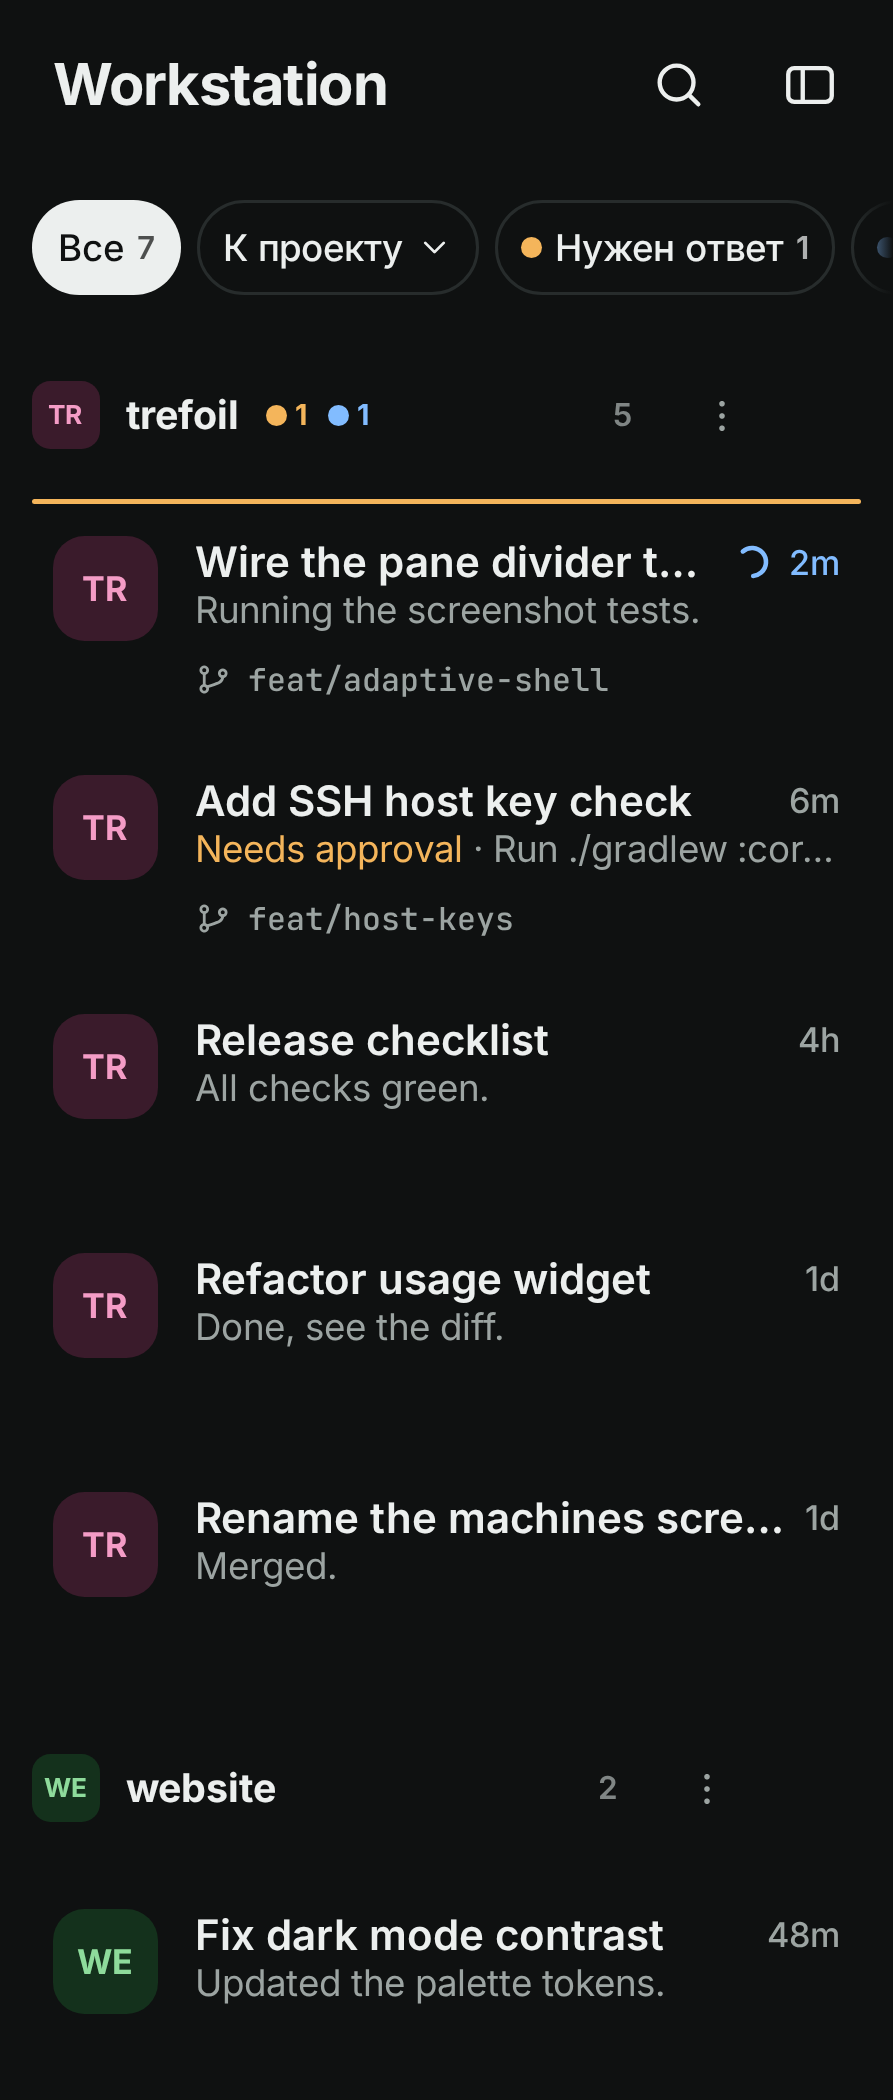 Workstation
Все 7 К проекту Нужен ответ 1
TR trefoil 1 1 5
TR Wire the pane divider t... 2m
Running the screenshot tests.
feat/adaptive-shell
TR Add SSH host key check 6m
Needs approval · Run ./gradlew :cor...
feat/host-keys
TR Release checklist 4h
All checks green.
TR Refactor usage widget 1d
Done, see the diff.
TR Rename the machines scre... 1d
Merged.
WE website 2
WE Fix dark mode contrast 48m
Updated the palette tokens.